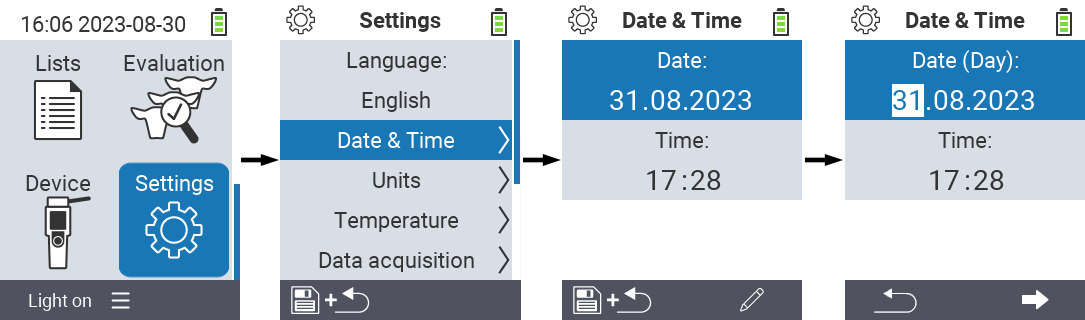 16:06 2023-08-30
Lists
Evaluation
Device
Settings
Light on
Settings
Language:
English
Date & Time
Units
Temperature
Data acquisition
+
Date & Time
Date:
31.08.2023
Time:
17:28
+
Date & Time
Date (Day):
31.08.2023
Time:
17:28